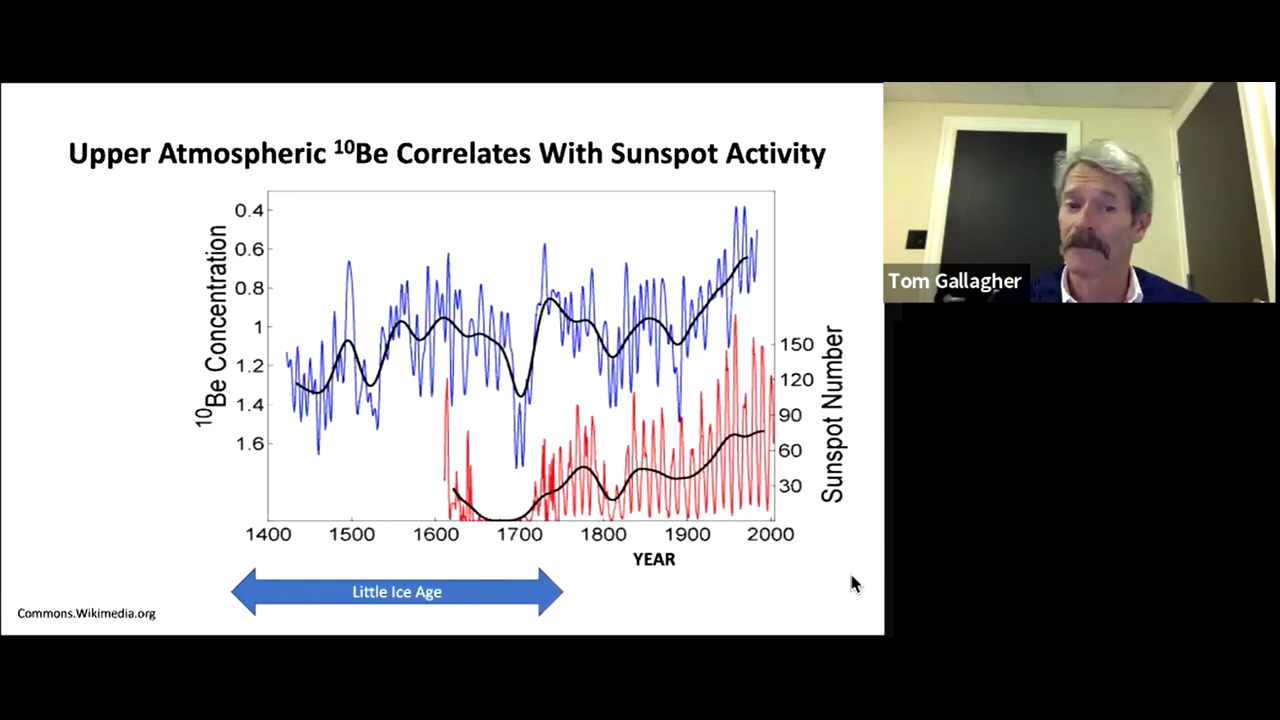 Upper Atmospheric ¹⁰Be Correlates With Sunspot Activity
¹⁰Be Concentration
0.4
0.6
0.8
1
1.2
1.4
1.6
150
120
90
60
30
Sunspot Number
1400 1500 1600 1700 1800 1900 2000
YEAR
Little Ice Age
Commons.Wikimedia.org
Tom Gallagher